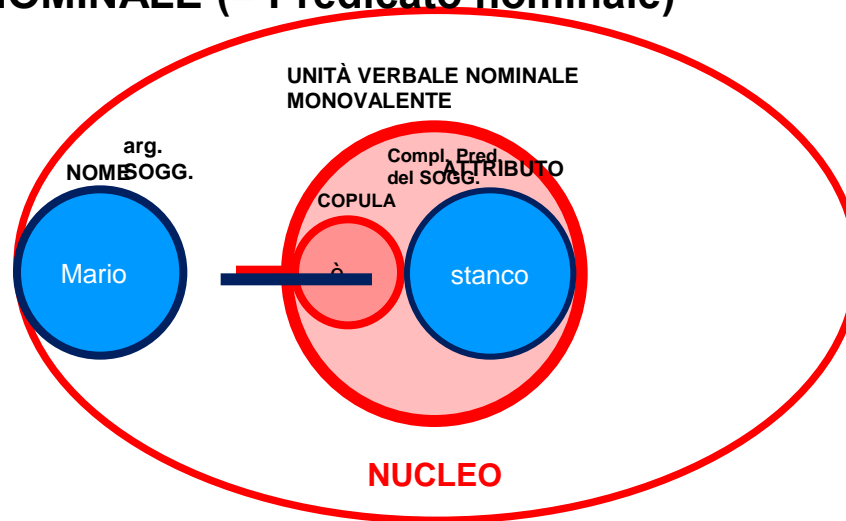 NOMINALE (= Predicato nominale)
UNITÀ VERBALE NOMINALE
MONOVALENTE
arg.
NOME SOGG.
Compl. Pred.
del SOGG.
ATTRIBUTO
COPULA
Mario
è
stanco
NUCLEO